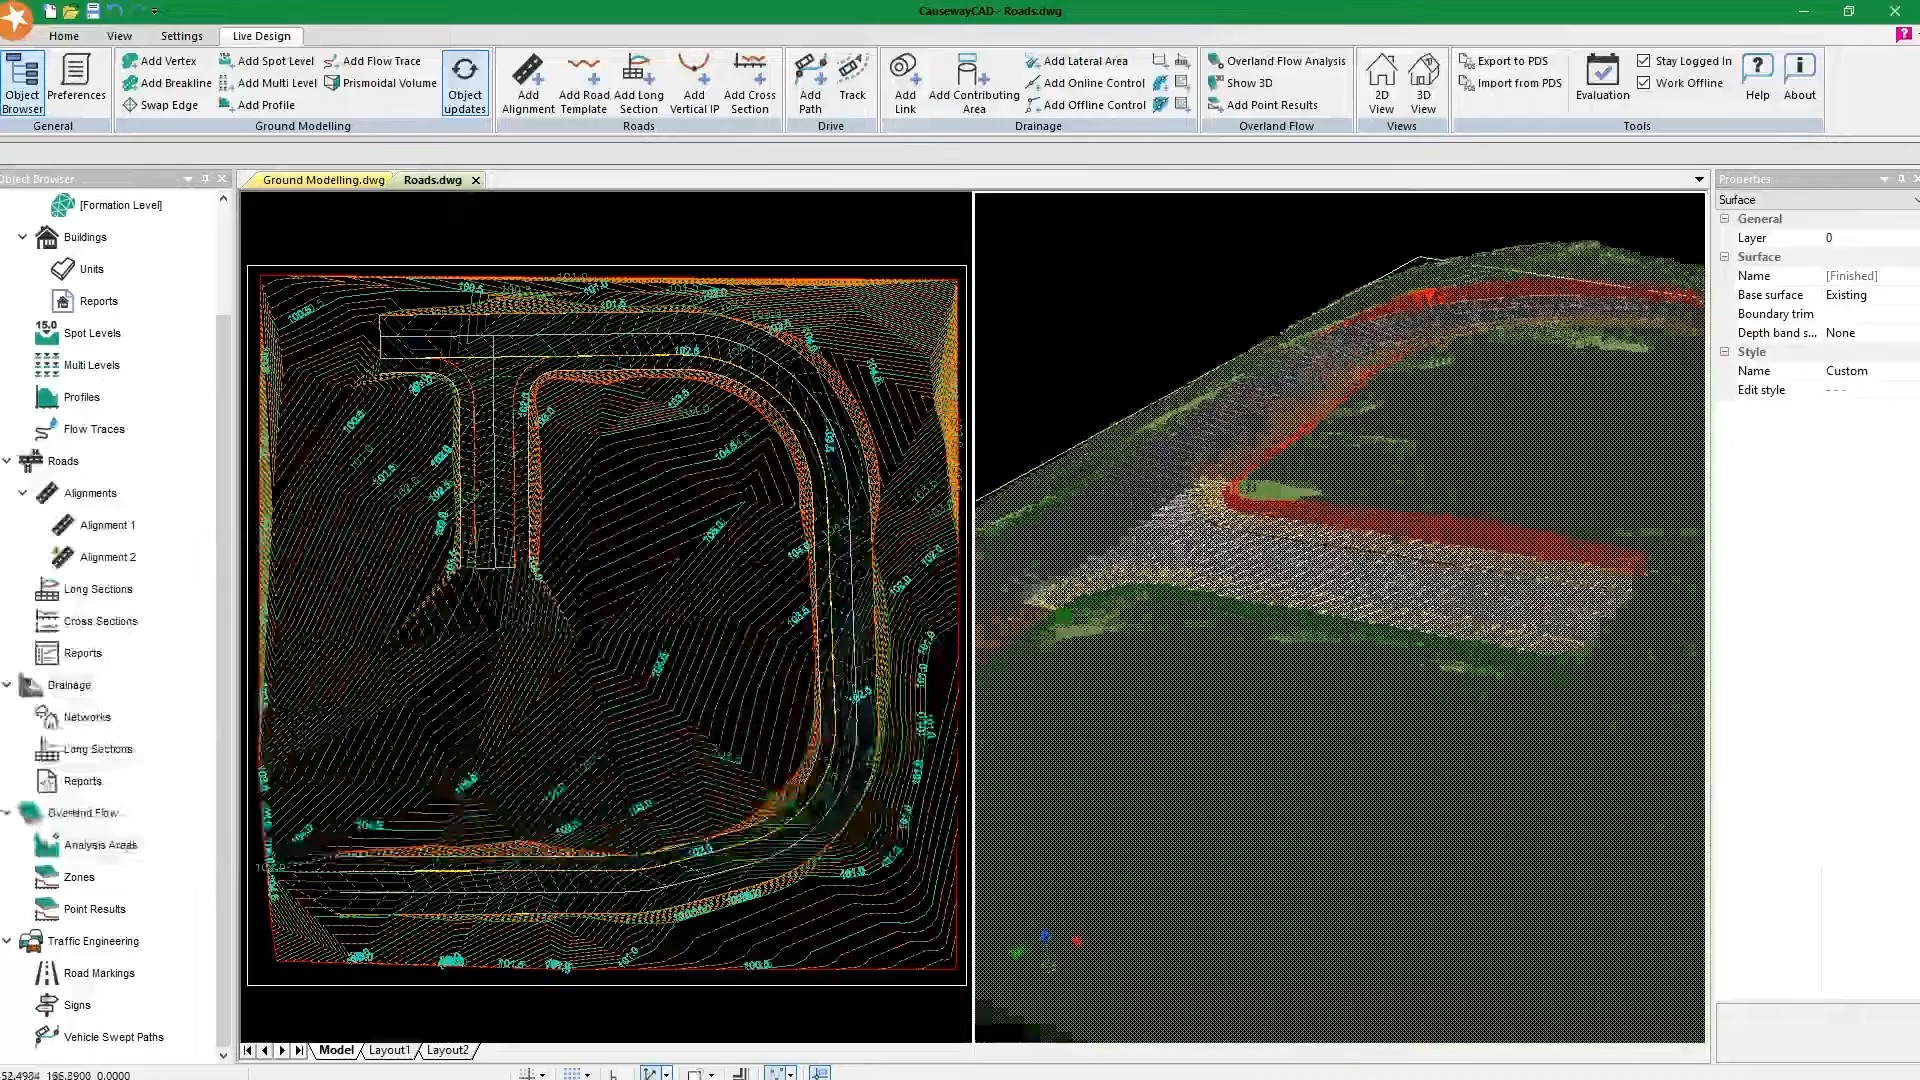 CausewayCAD - Roads.dwg
Home View Settings Live Design
Add Vertex Add Spot Level Add Flow Trace
Add Breakline Add Multi Level Prismoidal Volume
Swap Edge Add Profile
Object Browser
Preferences
Object updates
Add Alignment
Add Road Template
Add Long Section
Add Vertical IP
Add Cross Section
Add Path
Track
Add Link
Add Contributing Area
Add Lateral Area
Add Online Control
Add Offline Control
Overland Flow Analysis
Show 3D
Add Point Results
2D View
3D View
Export to PDS
Import from PDS
Evaluation
Stay Logged In
Work Offline
Help
About
General Ground Modelling Roads Drive Drainage Overland Flow Views Tools
Object Browser
Ground Modelling.dwg Roads.dwg
[Formation Level]
Buildings
Units
Reports
15.0
Spot Levels
Multi Levels
Profiles
Flow Traces
Roads
Alignments
Alignment 1
Alignment 2
Long Sections
Cross Sections
Reports
Drainage
Networks
Long Sections
Reports
Overland Flow
Analysis Areas
Zones
Point Results
Traffic Engineering
Road Markings
Signs
Vehicle Swept Paths
Properties
Surface
General
Layer 0
Surface
Name [Finished]
Base surface Existing
Boundary trim
Depth band s... None
Style
Name Custom
Edit style
Model Layout1 Layout2